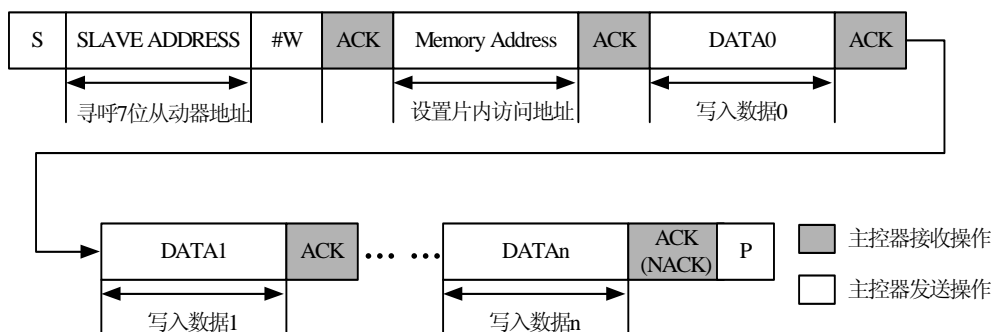 S SLAVE ADDRESS #W ACK Memory Address ACK DATA0 ACK
寻呼7位从动器地址 设置片内访问地址 写入数据0
DATA1 ACK ··· ··· DATAn ACK (NACK) P
写入数据1 写入数据n
主控器接收操作
主控器发送操作